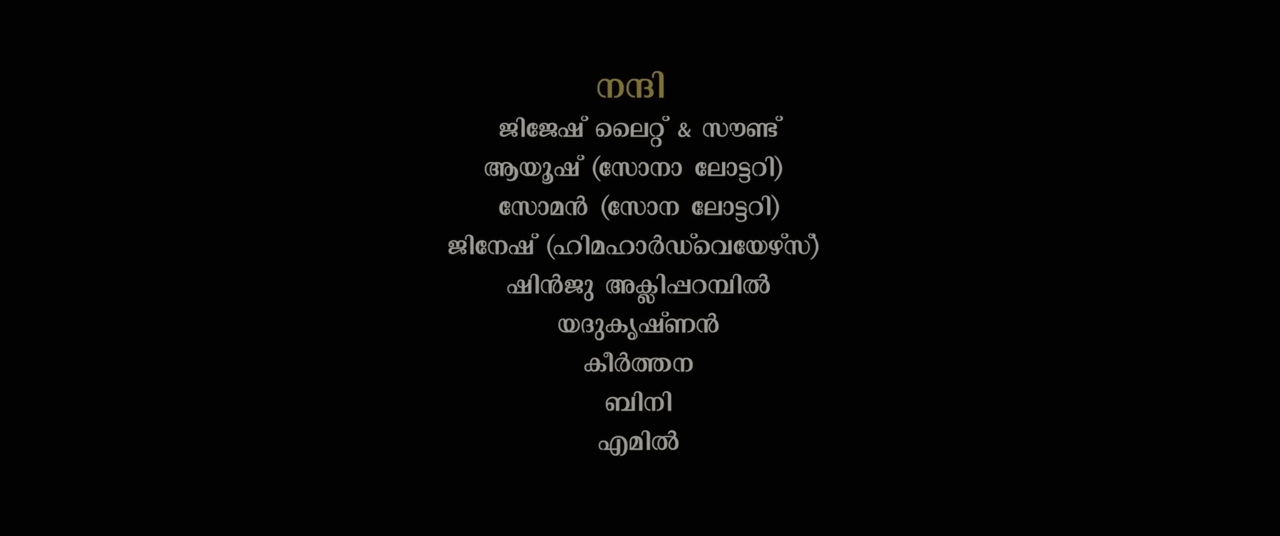 നന്ദി
ജിജേഷ് ലൈറ്റ് & സൗണ്ട്
ആയൂഷ് (സോനാ ലോട്ടറി)
സോമൻ (സോന ലോട്ടറി)
ജിനേഷ് (ഹിമഹാർഡ്‌വെയേഴ്സ്)
ഷിൻജു അക്ലിപ്പറമ്പിൽ
യദുകൃഷ്ണൻ
കീർത്തന
ബിനി
എമിൽ